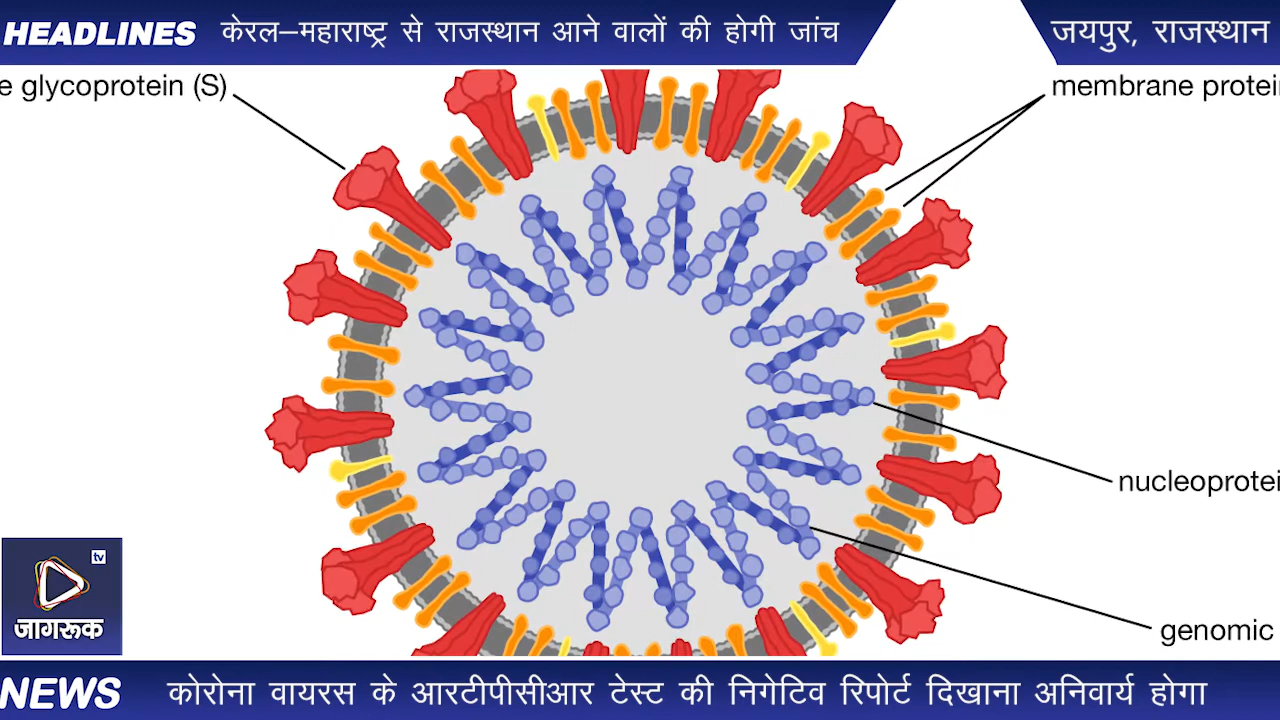 HEADLINES केरल–महाराष्ट्र से राजस्थान आने वालों की होगी जांच जयपुर, राजस्थान
e glycoprotein (S)
membrane protei
nucleoprotei
tv
जागरूक
genomic
NEWS कोरोना वायरस के आरटीपीसीआर टेस्ट की निगेटिव रिपोर्ट दिखाना अनिवार्य होगा